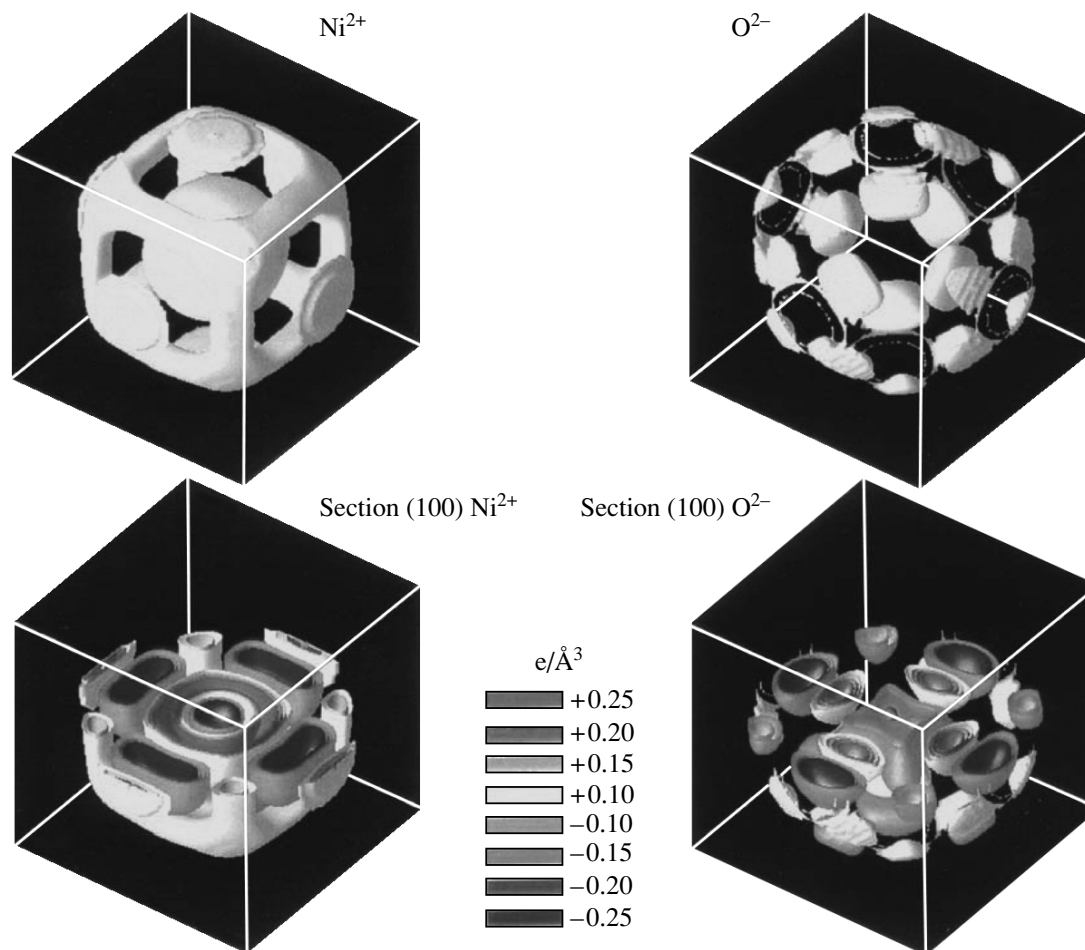 Ni²⁺
O²⁻
Section (100) Ni²⁺
Section (100) O²⁻
e/Å³
+0.25
+0.20
+0.15
+0.10
−0.10
−0.15
−0.20
−0.25